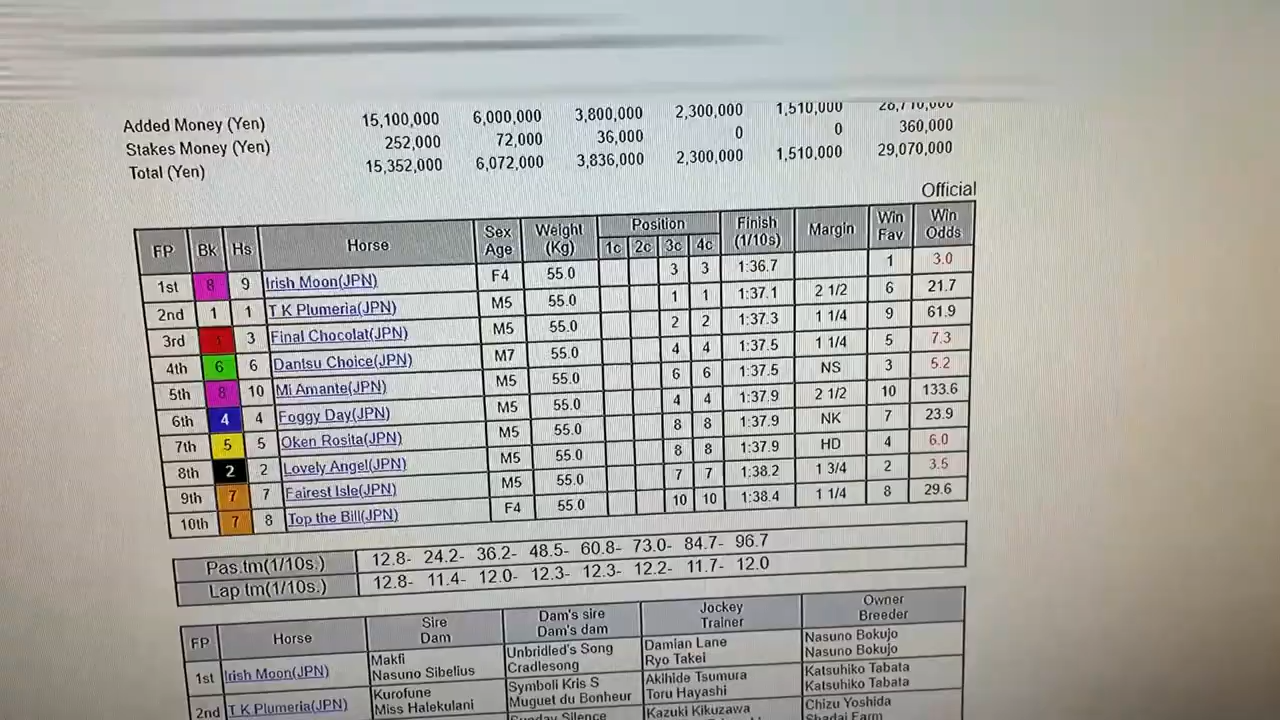 Added Money (Yen) 15,100,000 6,000,000 3,800,000 2,300,000 1,510,000 28,710,000
Stakes Money (Yen) 252,000 72,000 36,000 0 0 360,000
Total (Yen) 15,352,000 6,072,000 3,836,000 2,300,000 1,510,000 29,070,000
Official
FP Bk Hs Horse Sex Age Weight (Kg) Position 1c 2c 3c 4c Finish (1/10s) Margin Win Fav Win Odds
1st 8 9 Irish Moon(JPN) F4 55.0 3 3 1:36.7 1 3.0
2nd 1 1 T K Plumeria(JPN) M5 55.0 1 1 1:37.1 2 1/2 6 21.7
3rd 3 3 Final Chocolat(JPN) M5 55.0 2 2 1:37.3 1 1/4 9 61.9
4th 6 6 Dantsu Choice(JPN) M7 55.0 4 4 1:37.5 1 1/4 5 7.3
5th 8 10 Mi Amante(JPN) M5 55.0 6 6 1:37.5 NS 3 5.2
6th 4 4 Foggy Day(JPN) M5 55.0 4 4 1:37.9 2 1/2 10 133.6
7th 5 5 Oken Rosita(JPN) M5 55.0 8 8 1:37.9 NK 7 23.9
8th 2 2 Lovely Angel(JPN) M5 55.0 8 8 1:37.9 HD 4 6.0
9th 7 7 Fairest Isle(JPN) M5 55.0 7 7 1:38.2 1 3/4 2 3.5
10th 7 8 Top the Bill(JPN) F4 55.0 10 10 1:38.4 1 1/4 8 29.6
Pas.tm(1/10s.) 12.8- 24.2- 36.2- 48.5- 60.8- 73.0- 84.7- 96.7
Lap tm(1/10s.) 12.8- 11.4- 12.0- 12.3- 12.3- 12.2- 11.7- 12.0
FP Horse Sire Dam's sire Jockey Owner
Dam Dam's dam Trainer Breeder
1st Irish Moon(JPN) Makfi Unbridled's Song Damian Lane Nasuno Bokujo
Nasuno Sibelius Cradlesong Ryo Takei Nasuno Bokujo
2nd T K Plumeria(JPN) Kurofune Symboli Kris S Akihide Tsumura Katsuhiko Tabata
Miss Halekulani Muguet du Bonheur Toru Hayashi Katsuhiko Tabata
Sunday Silence Kazuki Kikuzawa Chizu Yoshida
Shadai Farm